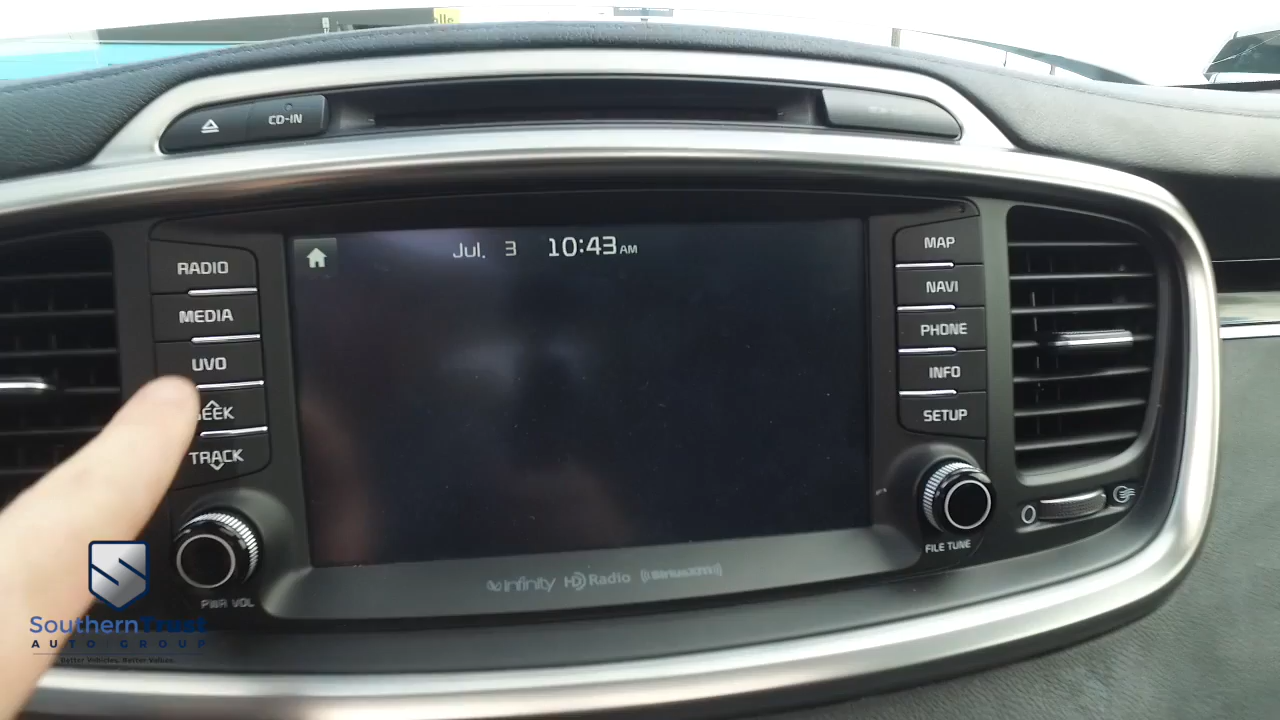 CD-IN
Jul. 3 10:43 AM
RADIO
MEDIA
UVO
SEEK
TRACK
PWR VOL
MAP
NAVI
PHONE
INFO
SETUP
FILE TUNE
infinity HD Radio ((SiriusXM))
SouthernTrust
AUTO GROUP
Better Vehicles. Better Values.